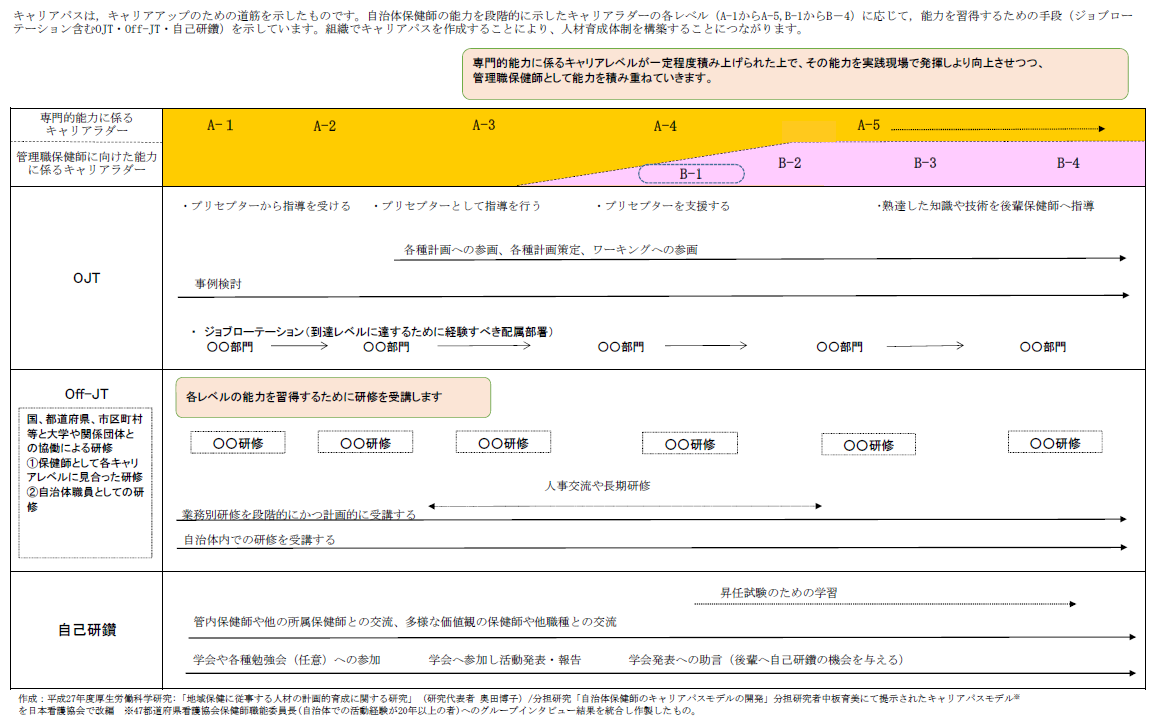 キャリアパスは，キャリアアップのための道筋を示したものです。自治体保健師の能力を段階的に示したキャリアラダーの各レベル（A-1からA-5,B-1からB－4）に応じて，能力を習得するための手段（ジョブロー
テーション含むOJT・Off-JT・自己研鑽）を示しています。組織でキャリアパスを作成することにより、人材育成体制を構築することにつながります。
専門的能力に係るキャリアレベルが一定程度積み上げられた上で、その能力を実践現場で発揮しより向上させつつ、
管理職保健師として能力を積み重ねていきます。
専門的能力に係る
キャリアラダー
A-1
A-2
A-3
A-4
A-5
管理職保健師に向けた能力
に係るキャリアラダー
B-1
B-2
B-3
B-4
OJT
・プリセプターから指導を受ける
・プリセプターとして指導を行う
・プリセプターを支援する
・熟達した知識や技術を後輩保健師へ指導
各種計画への参画、各種計画策定、ワーキングへの参画
事例検討
・ ジョブローテーション（到達レベルに達するために経験すべき配属部署）
〇〇部門
〇〇部門
〇〇部門
〇〇部門
〇〇部門
Off-JT
国、都道府県、市区町村
等と大学や関係団体と
の協働による研修
①保健師として各キャリ
アレベルに見合った研修
②自治体職員としての研
修
各レベルの能力を習得するために研修を受講します
〇〇研修
〇〇研修
〇〇研修
〇〇研修
〇〇研修
〇〇研修
人事交流や長期研修
業務別研修を段階的にかつ計画的に受講する
自治体内での研修を受講する
自己研鑽
昇任試験のための学習
管内保健師や他の所属保健師との交流、多様な価値観の保健師や他職種との交流
学会や各種勉強会（任意）への参加
学会へ参加し活動発表・報告
学会発表への助言（後輩へ自己研鑽の機会を与える）
作成：平成27年度厚生労働科学研究：「地域保健に従事する人材の計画的育成に関する研究」（研究代表者 奥田博子）/分担研究「自治体保健師のキャリアパスモデルの開発」分担研究者中板育美にて提示されたキャリアパスモデル※
を日本看護協会で改編　※47都道府県看護協会保健師職能委員長(自治体での活動経験が20年以上の者)へのグループインタビュー結果を統合し作製したもの。